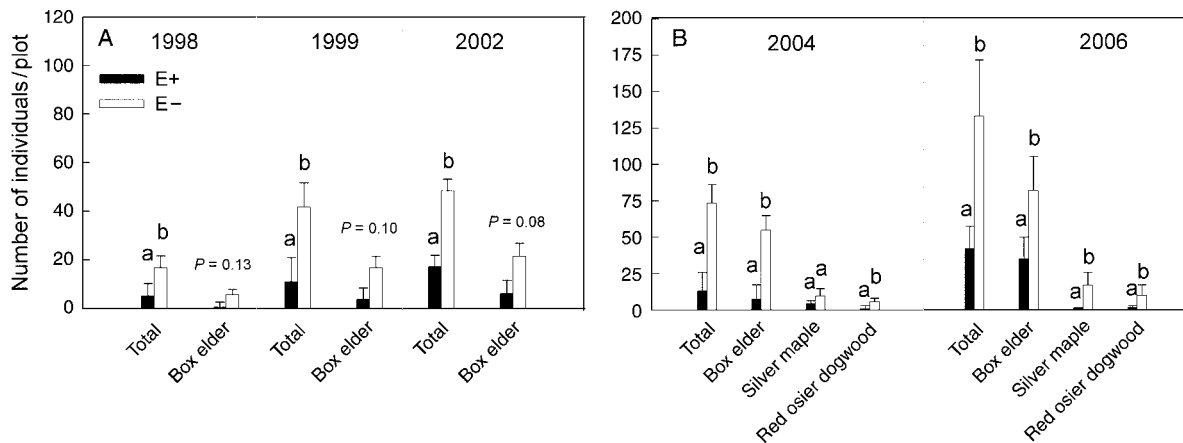 Number of individuals/plot
120
100
80
60
40
20
0
A
1998
1999
2002
E+
E−
a
b
P = 0.13
a
b
P = 0.10
a
b
P = 0.08
Total
Box elder
Total
Box elder
Total
Box elder
200
175
150
125
100
75
50
25
0
B
2004
2006
a
b
a
b
a
a
a
b
a
b
a
b
a
b
a
b
Total
Box elder
Silver maple
Red osier dogwood
Total
Box elder
Silver maple
Red osier dogwood